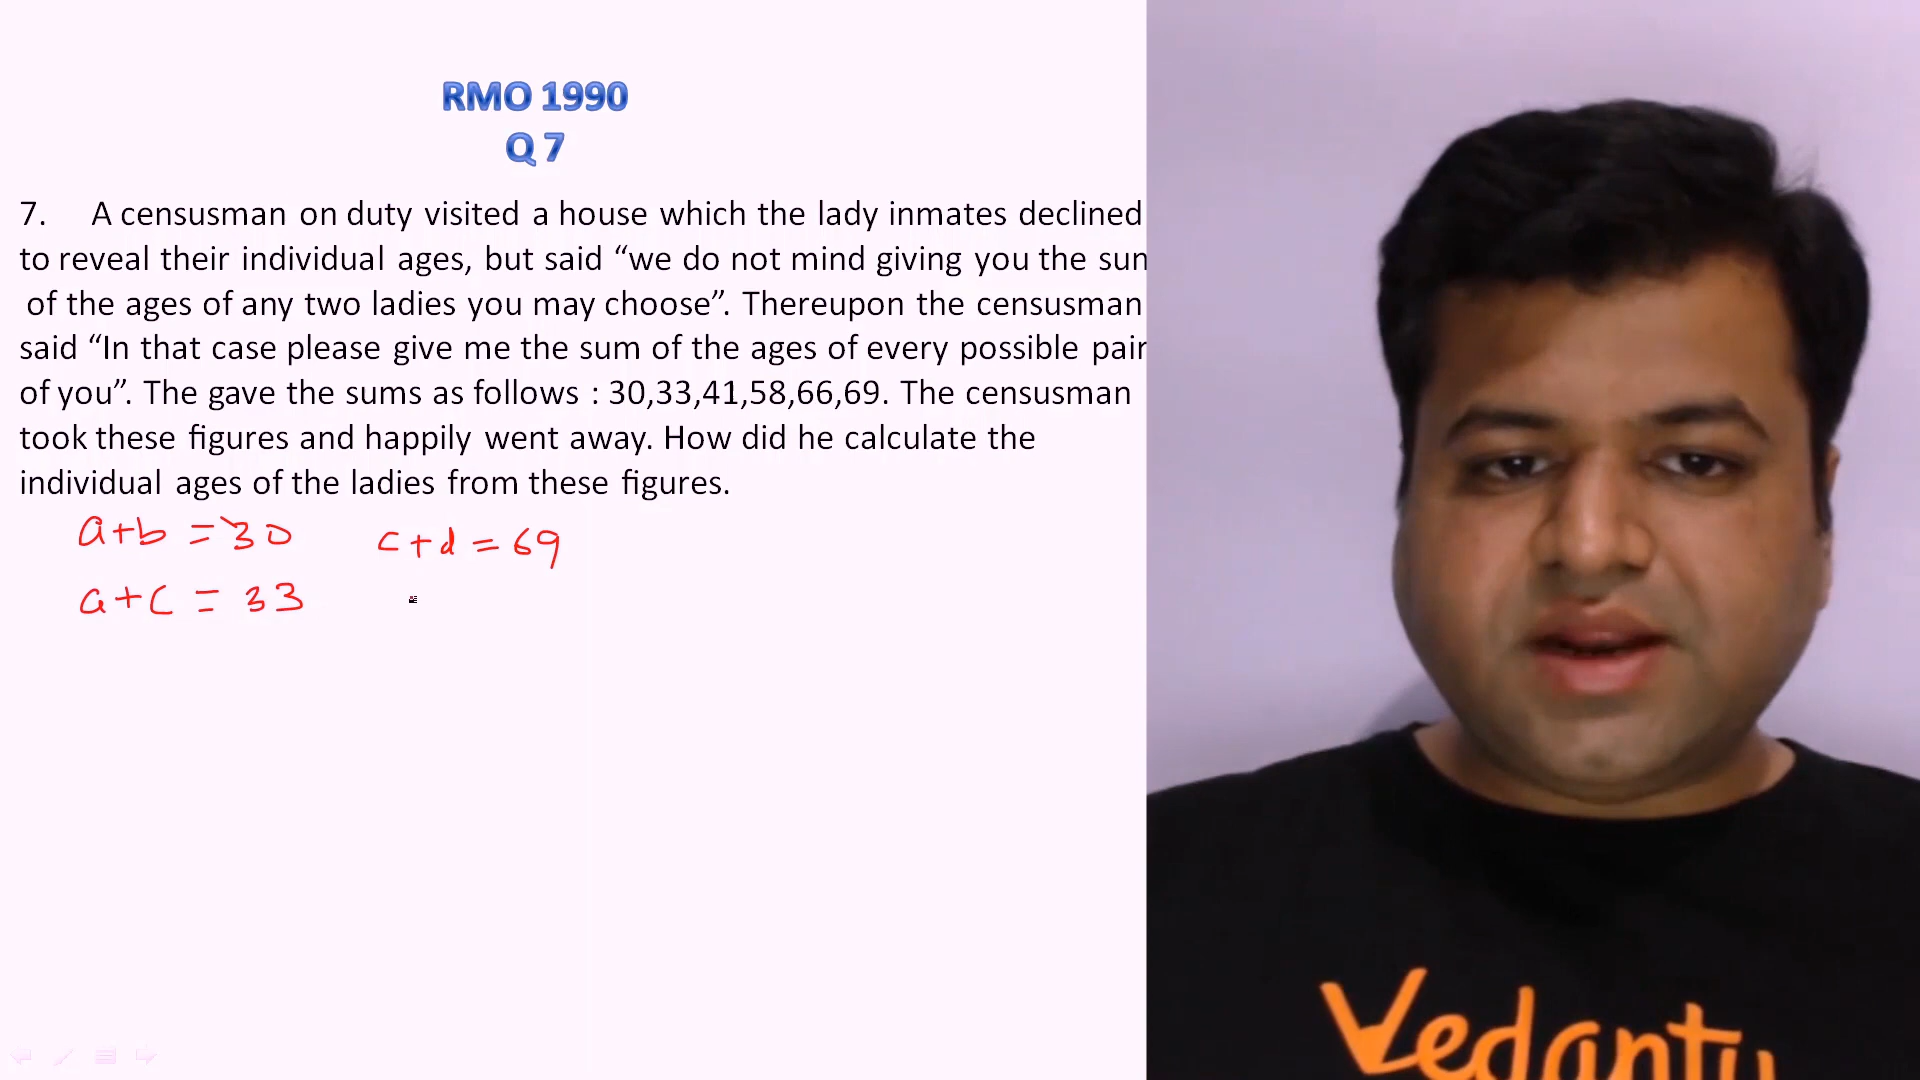 RMO 1990
Q 7
7. A censusman on duty visited a house which the lady inmates declined
to reveal their individual ages, but said “we do not mind giving you the sum
of the ages of any two ladies you may choose”. Thereupon the censusman
said “In that case please give me the sum of the ages of every possible pair
of you”. The gave the sums as follows : 30,33,41,58,66,69. The censusman
took these figures and happily went away. How did he calculate the
individual ages of the ladies from these figures.
a+b = 30 c+d = 69
a+c = 33
Vedantu